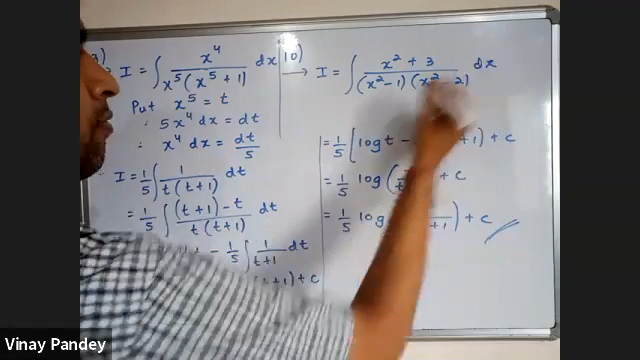 I = ∫ x⁴ / x⁵(x⁵+1) dx
Put x⁵ = t
∴ 5x⁴ dx = dt
∴ x⁴ dx = dt/5
∴ I = 1/5 ∫ 1 / t(t+1) dt
= 1/5 ∫ (t+1) - t / t(t+1) dt
- 1/5 ∫ 1/t+1 dt
+1) + c
10) → I = ∫ x² + 3 / (x²-1)(x²-2) dx
= 1/5 [log t - +1) + c
= 1/5 log ( + c
= 1/5 log +1) + c
Vinay Pandey